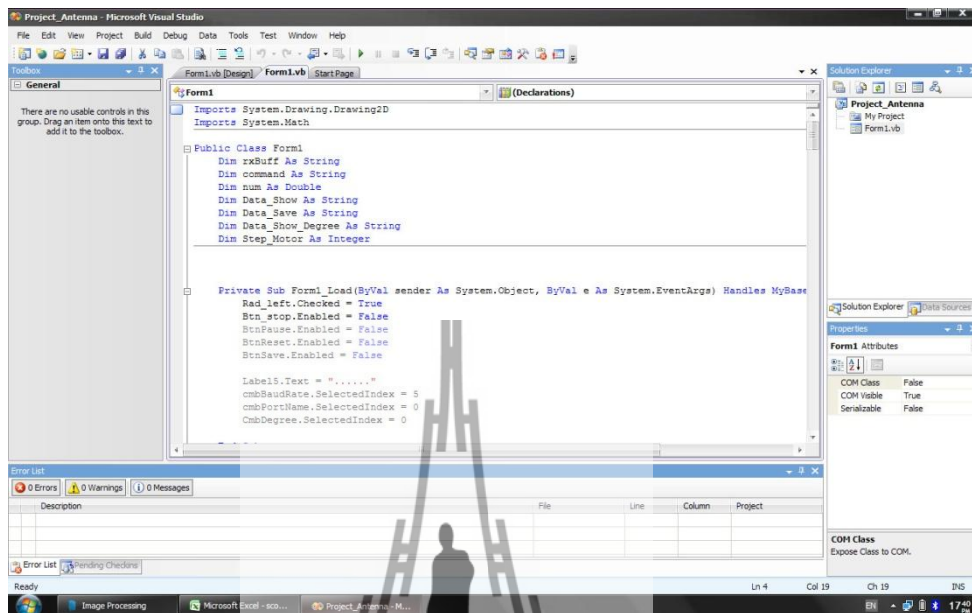 Project_Antenna - Microsoft Visual Studio
File Edit View Project Build Debug Data Tools Test Window Help
Toolbox
General
There are no usable controls in this
group. Drag an item onto this text to
add it to the toolbox.
Form1.vb [Design] Form1.vb Start Page
Form1 (Declarations)
Imports System.Drawing.Drawing2D
Imports System.Math
Public Class Form1
Dim rxBuff As String
Dim command As String
Dim num As Double
Dim Data_Show As String
Dim Data_Save As String
Dim Data_Show_Degree As String
Dim Step_Motor As Integer
Private Sub Form1_Load(ByVal sender As System.Object, ByVal e As System.EventArgs) Handles MyBase
Rad_left.Checked = True
Btn_stop.Enabled = False
BtnPause.Enabled = False
BtnReset.Enabled = False
BtnSave.Enabled = False
Label5.Text = "......"
cmbBaudRate.SelectedIndex = 5
cmbPortName.SelectedIndex = 0
CmbDegree.SelectedIndex = 0
Solution Explorer
Project_Antenna
My Project
Form1.vb
Solution Explorer Data Sources
Properties
Form1 Attributes
COM Class False
COM Visible True
Serializable False
COM Class
Expose Class to COM.
Error List
0 Errors 0 Warnings 0 Messages
Description File Line Column Project
Error List Pending Checkins
Ready Ln 4 Col 19 Ch 19 INS
Image Processing Microsoft Excel - sco... Project_Antenna - M... EN